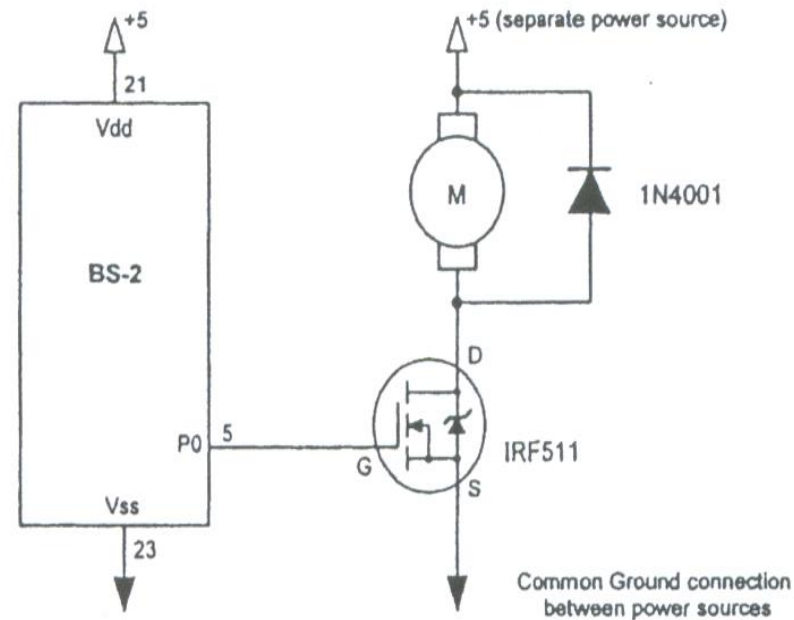 +5
+5 (separate power source)
21
Vdd
M
1N4001
BS-2
D
P0
5
G
IRF511
S
Vss
23
Common Ground connection
between power sources